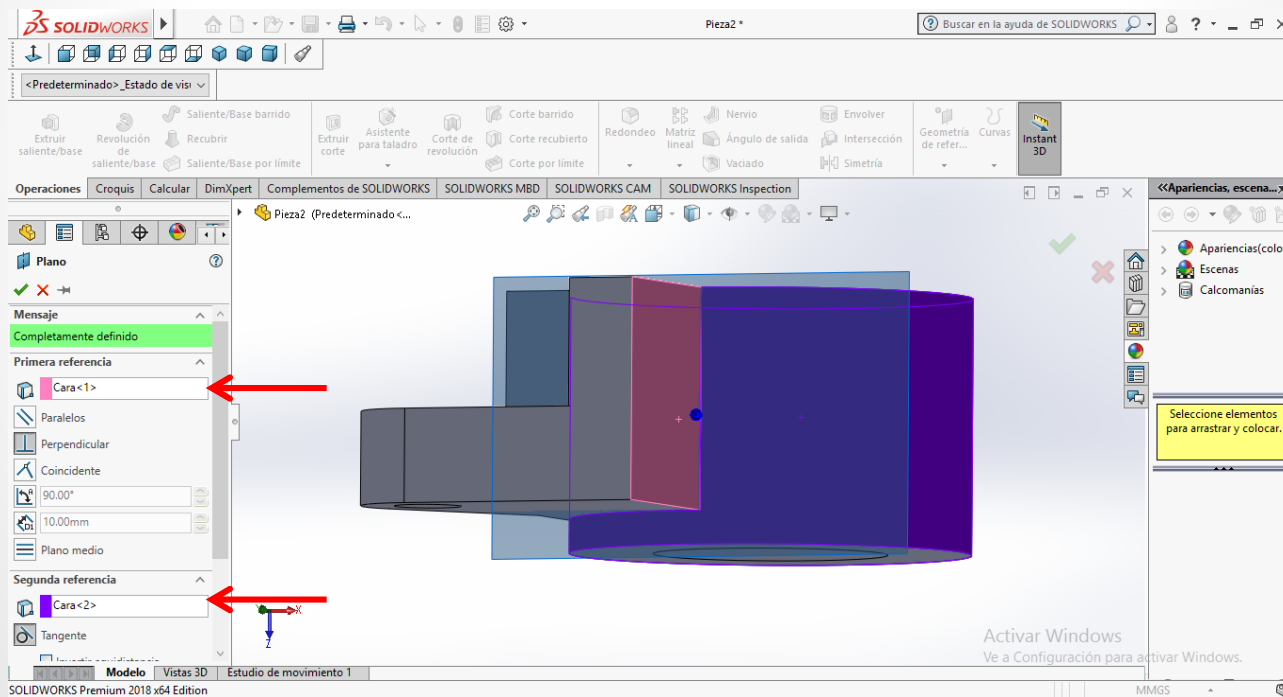 SOLIDWORKS
Pieza2 *
Buscar en la ayuda de SOLIDWORKS
<Predeterminado>_Estado de visi
Extruir
saliente/base
Revolución
de
saliente/base
Saliente/Base barrido
Recubrir
Saliente/Base por límite
Extruir
corte
Asistente
para taladro
Corte de
revolución
Corte barrido
Corte recubierto
Corte por límite
Redondeo
Matriz
lineal
Nervio
Ángulo de salida
Vaciado
Envolver
Intersección
Simetría
Geometría
de refer...
Curvas
Instant
3D
Operaciones
Croquis
Calcular
DimXpert
Complementos de SOLIDWORKS
SOLIDWORKS MBD
SOLIDWORKS CAM
SOLIDWORKS Inspection
Pieza2 (Predeterminado<...
<<Apariencias, escena...
Apariencias(colo
Escenas
Calcomanías
Plano
Mensaje
Completamente definido
Primera referencia
Cara<1>
Paralelos
Perpendicular
Coincidente
90.00°
10.00mm
Plano medio
Segunda referencia
Cara<2>
Tangente
Seleccione elementos
para arrastrar y colocar.
X
Z
Activar Windows
Ve a Configuración para activar Windows.
Modelo
Vistas 3D
Estudio de movimiento 1
SOLIDWORKS Premium 2018 x64 Edition
MMGS